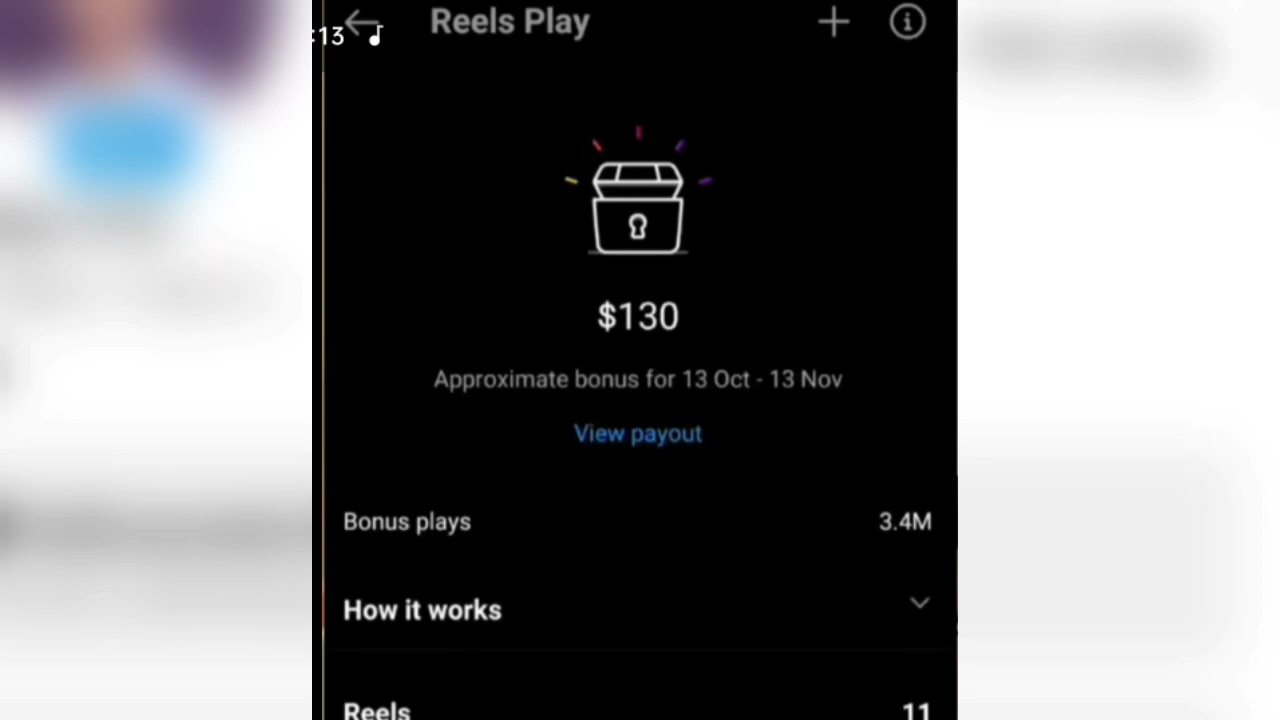 :13
Reels Play
$130
Approximate bonus for 13 Oct - 13 Nov
View payout
Bonus plays 3.4M
How it works
Reels 11